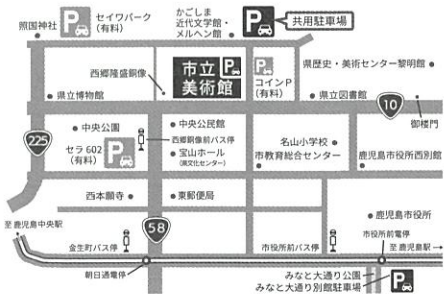 セイワパーク
(有料)
照国神社
かごしま
近代文学館・
メルヘン館
共用駐車場
西郷隆盛銅像
市立
美術館
コインP
(有料)
県歴史・美術センター黎明館
県立博物館
県立図書館
10
御楼門
225
中央公園
セラ602
(有料)
中央公民館
西郷銅像前バス停
宝山ホール
(県文化センター)
名山小学校
市教育総合センター
鹿児島市役所西別館
西本願寺
東郵便局
鹿児島市役所
至 鹿児島中央駅
金生町バス停
58
市役所前バス停
市役所前電停
至 鹿児島駅
朝日通電停
みなと大通り公園
みなと大通り別館駐車場
P
P
P
P
P